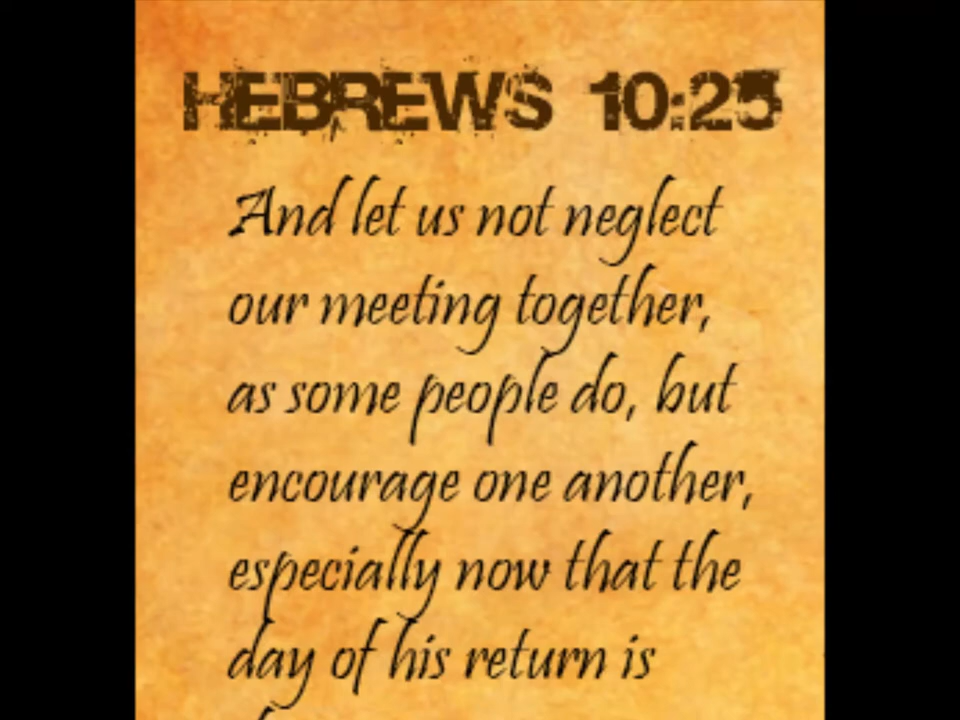 HEBREWS 10:25
And let us not neglect
our meeting together,
as some people do, but
encourage one another,
especially now that the
day of his return is